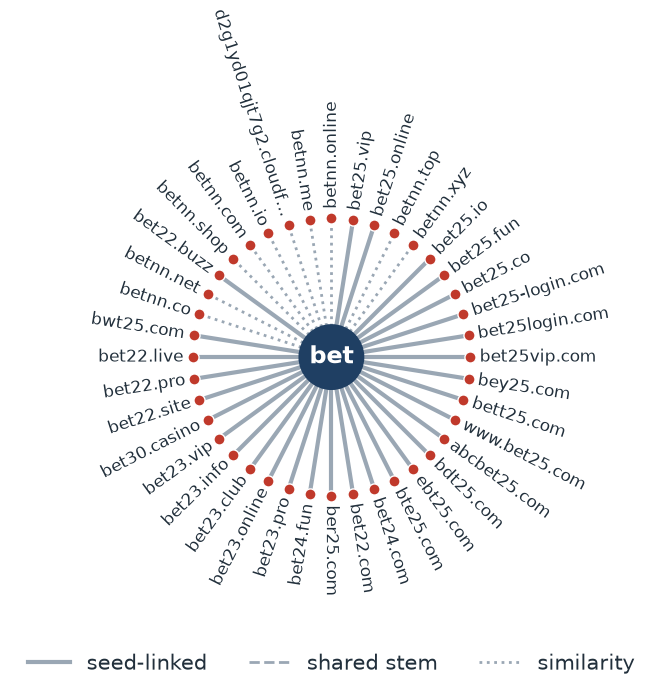 d2g1yd01qjt7g2.cloudf...
betnn.me
betnn.online
bet25.vip
bet25.online
betnn.top
betnn.xyz
bet25.io
bet25.fun
bet25.co
bet25-login.com
bet25login.com
bet25vip.com
bey25.com
bett25.com
www.bet25.com
abcbet25.com
bdt25.com
ebt25.com
bte25.com
bet24.com
bet22.com
ber25.com
bet24.fun
bet23.pro
bet23.online
bet23.club
bet23.info
bet23.vip
bet30.casino
bet22.site
bet22.pro
bet22.live
bwt25.com
betnn.co
betnn.net
bet22.buzz
betnn.shop
betnn.com
betnn.io
bet
seed-linked
shared stem
similarity